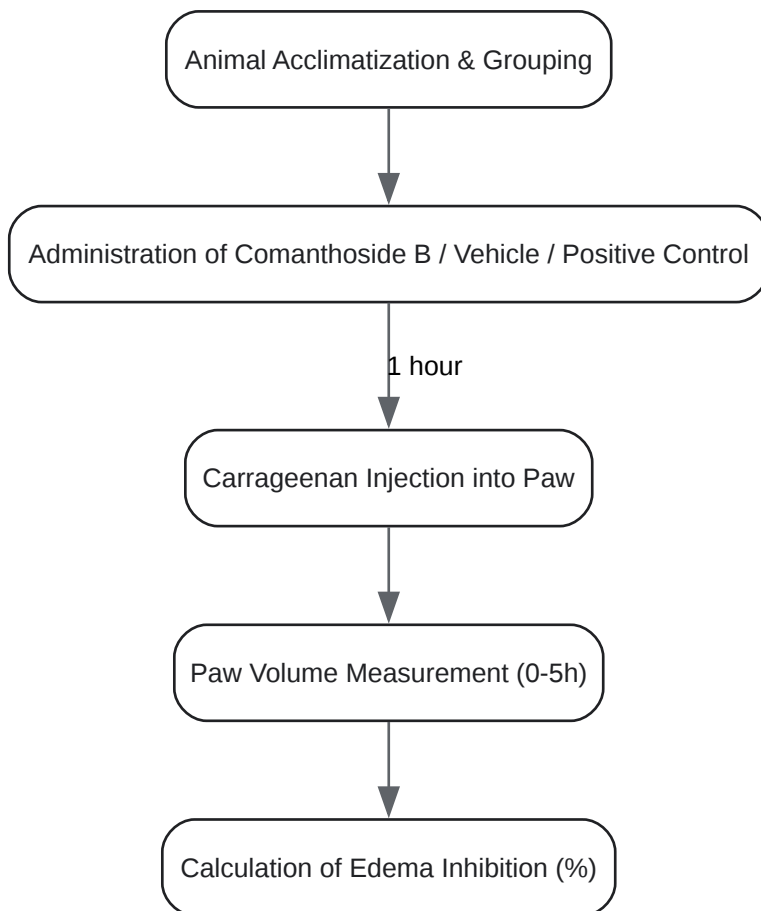 Animal Acclimatization & Grouping
Administration of Comanthoside B / Vehicle / Positive Control
1 hour
Carrageenan Injection into Paw
Paw Volume Measurement (0-5h)
Calculation of Edema Inhibition (%)